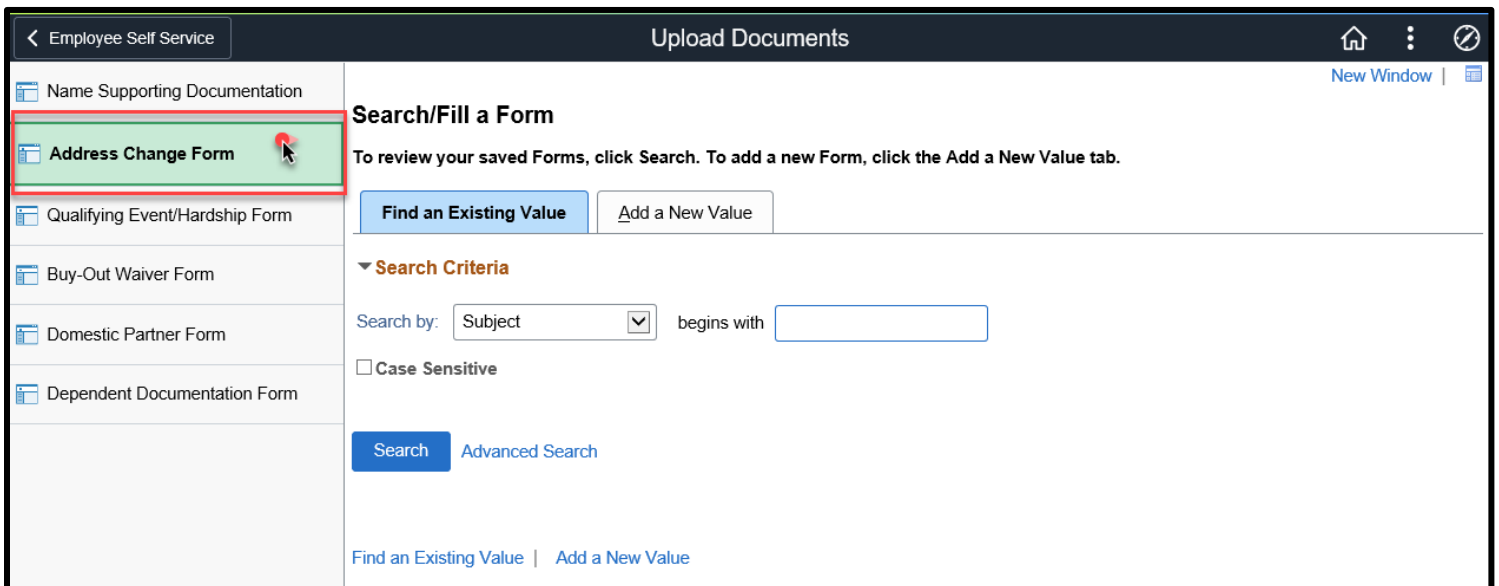 Employee Self Service
Upload Documents
New Window |
Name Supporting Documentation
Address Change Form
Qualifying Event/Hardship Form
Buy-Out Waiver Form
Domestic Partner Form
Dependent Documentation Form
Search/Fill a Form
To review your saved Forms, click Search. To add a new Form, click the Add a New Value tab.
Find an Existing Value
Add a New Value
Search Criteria
Search by: Subject begins with
Case Sensitive
Search Advanced Search
Find an Existing Value | Add a New Value